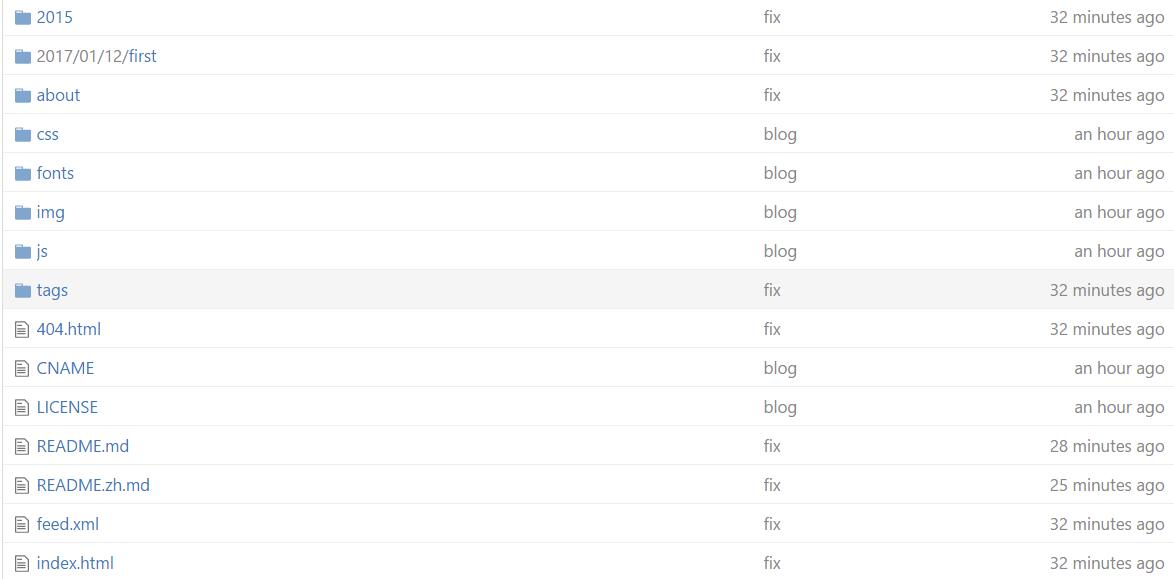 2015 fix 32 minutes ago
2017/01/12/first fix 32 minutes ago
about fix 32 minutes ago
css blog an hour ago
fonts blog an hour ago
img blog an hour ago
js blog an hour ago
tags fix 32 minutes ago
404.html fix 32 minutes ago
CNAME blog an hour ago
LICENSE blog an hour ago
README.md fix 28 minutes ago
README.zh.md fix 25 minutes ago
feed.xml fix 32 minutes ago
index.html fix 32 minutes ago